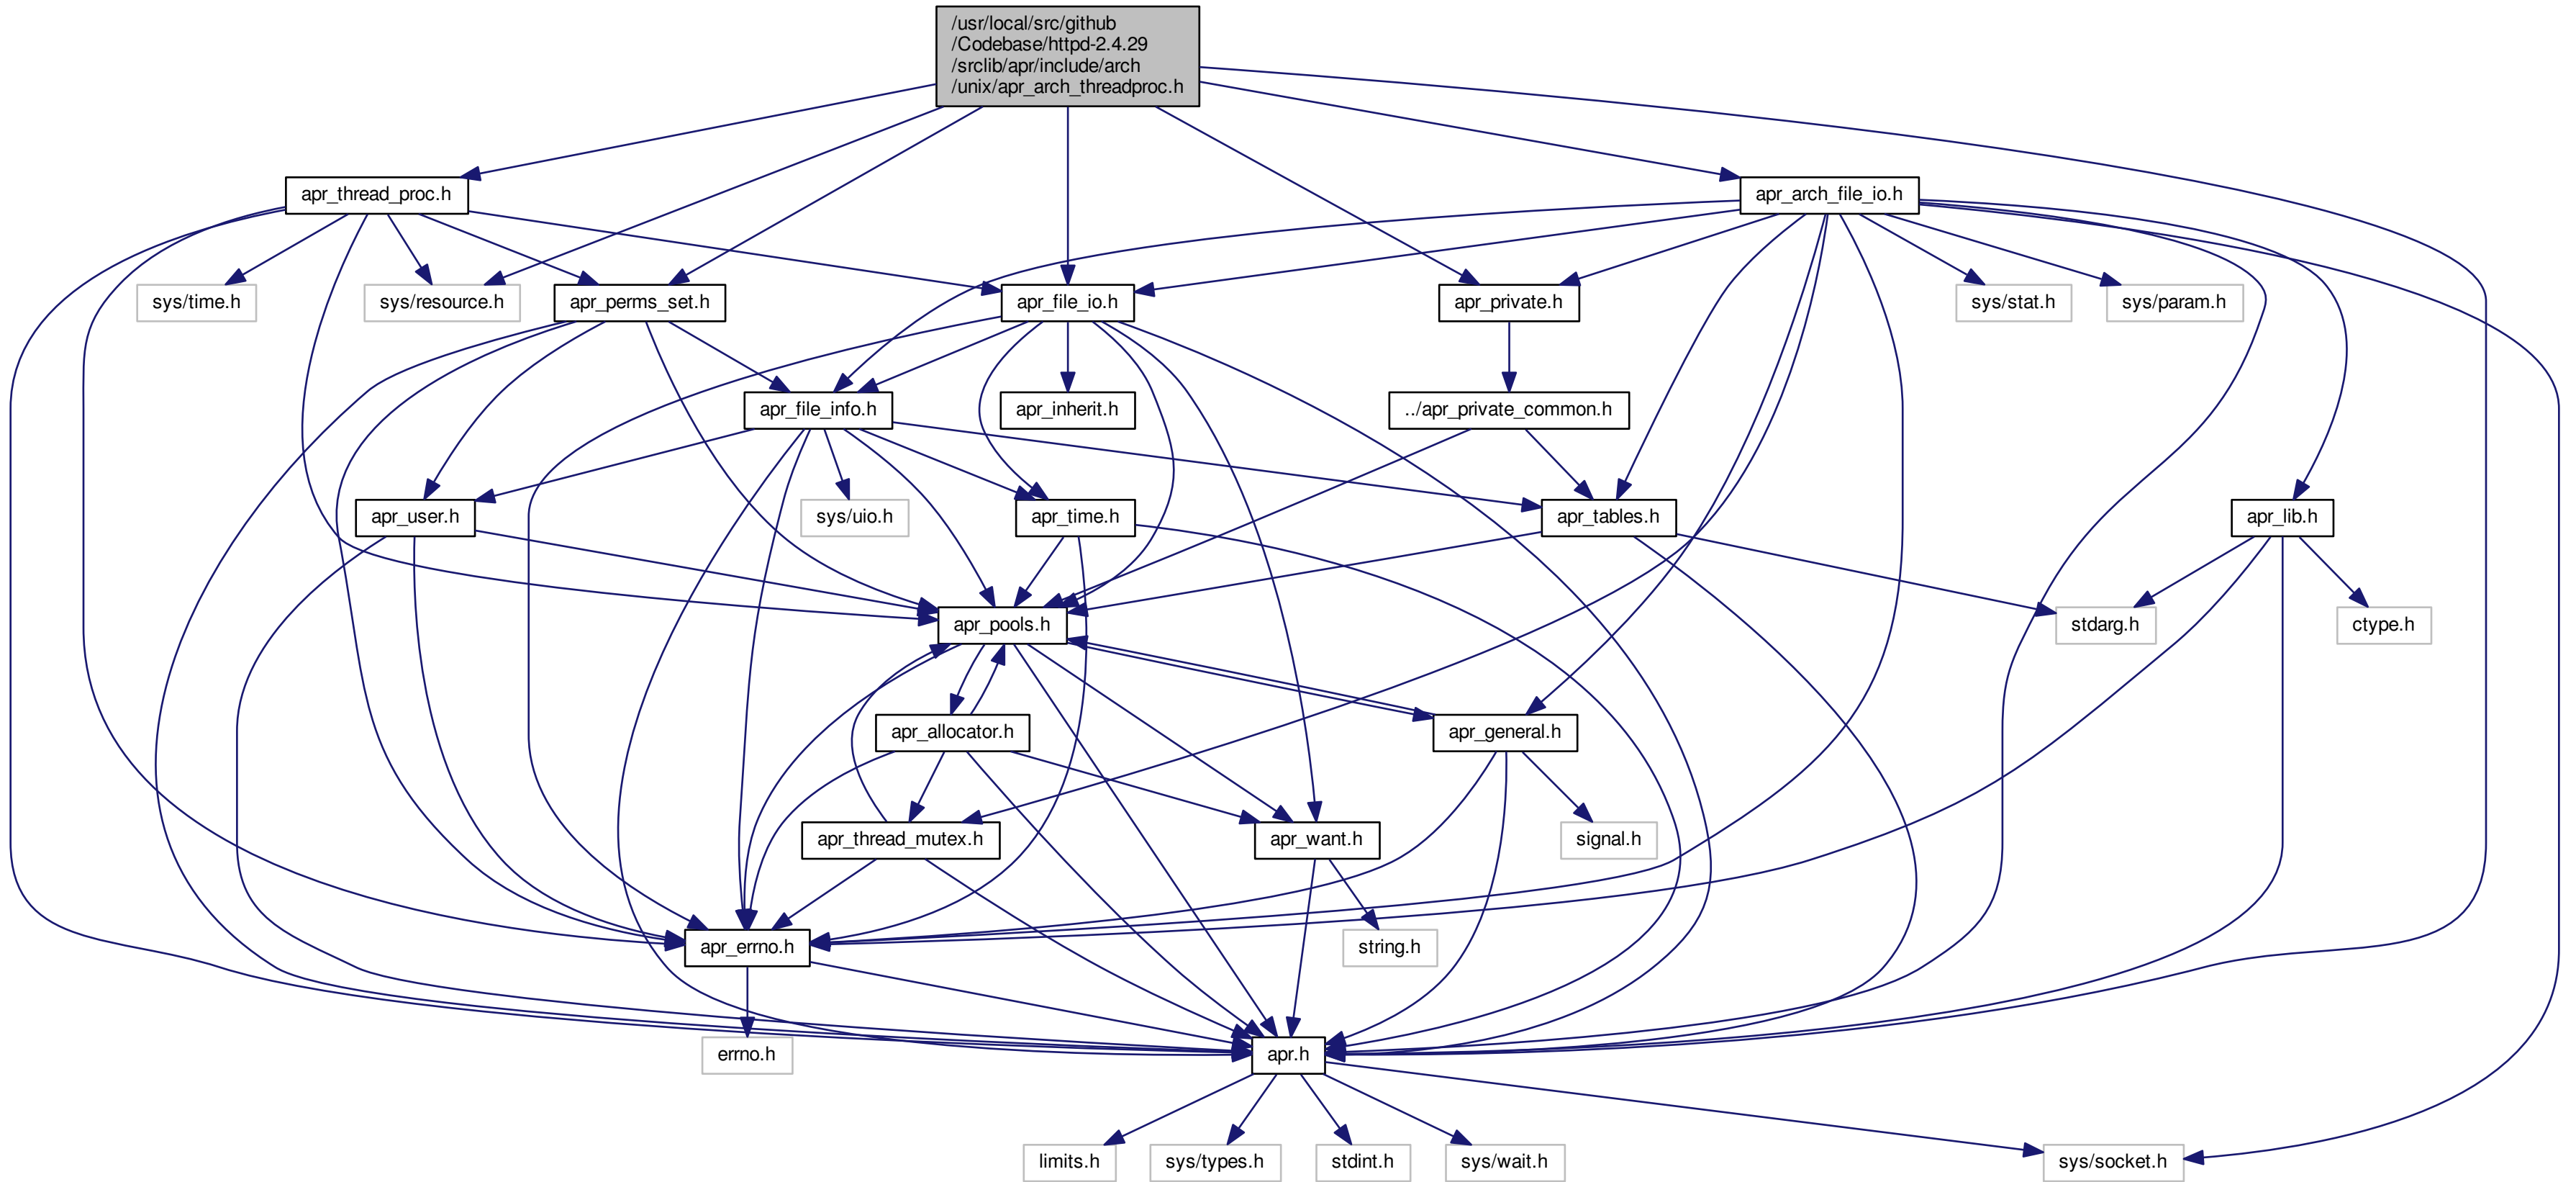 /usr/local/src/github
/Codebase/httpd-2.4.29
/srclib/apr/include/arch
/unix/apr_arch_threadproc.h
apr_thread_proc.h
apr_arch_file_io.h
sys/time.h
sys/resource.h
apr_perms_set.h
apr_file_io.h
apr_private.h
sys/stat.h
sys/param.h
apr_file_info.h
apr_inherit.h
../apr_private_common.h
apr_user.h
sys/uio.h
apr_time.h
apr_tables.h
apr_lib.h
apr_pools.h
stdarg.h
ctype.h
apr_allocator.h
apr_general.h
apr_thread_mutex.h
apr_want.h
signal.h
apr_errno.h
string.h
errno.h
apr.h
limits.h
sys/types.h
stdint.h
sys/wait.h
sys/socket.h